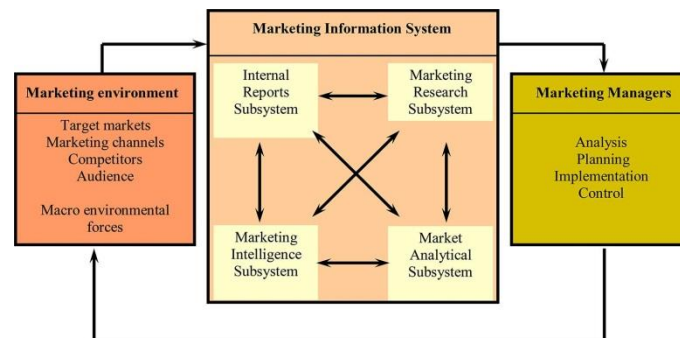 Marketing Information System
Marketing environment
Target markets
Marketing channels
Competitors
Audience
Macro environmental
forces
Internal
Reports
Subsystem
Marketing
Research
Subsystem
Marketing
Intelligence
Subsystem
Market
Analytical
Subsystem
Marketing Managers
Analysis
Planning
Implementation
Control